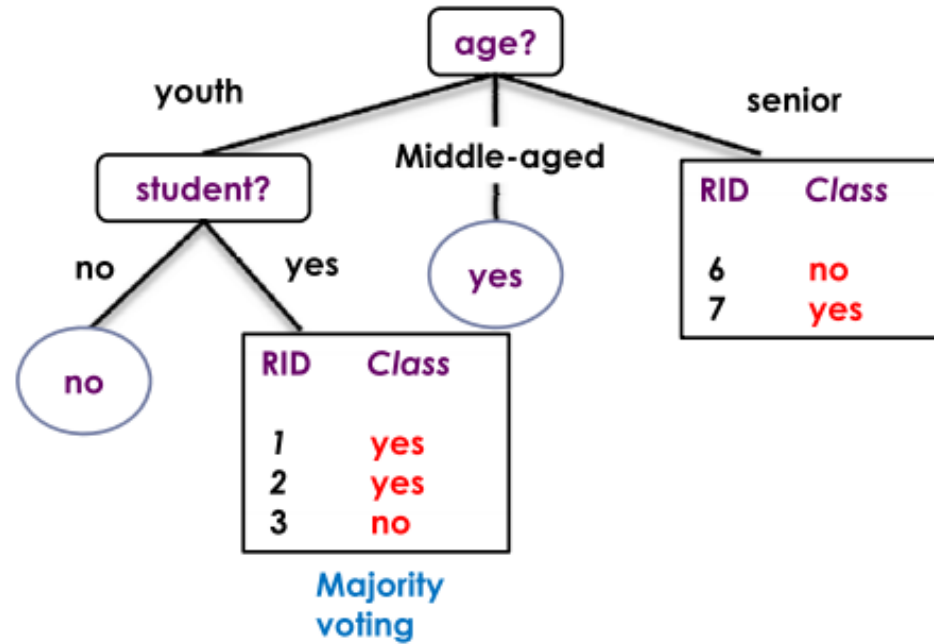 age?
youth
senior
Middle-aged
student?
RID Class
no
yes
yes
6 no
7 yes
no
RID Class
1 yes
2 yes
3 no
Majority
voting